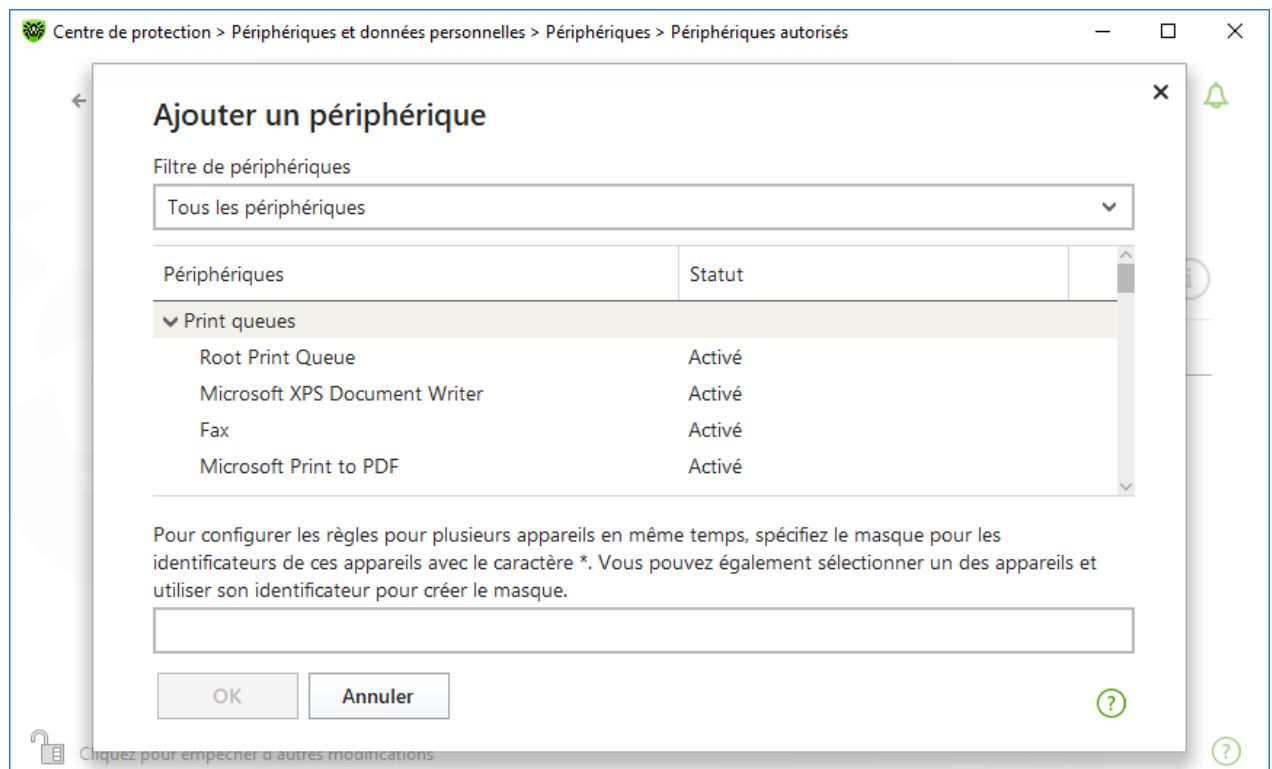 Centre de protection > Périphériques et données personnelles > Périphériques > Périphériques autorisés
Ajouter un périphérique
Filtre de périphériques
Tous les périphériques
Périphériques Statut
Print queues
Root Print Queue Activé
Microsoft XPS Document Writer Activé
Fax Activé
Microsoft Print to PDF Activé
Pour configurer les règles pour plusieurs appareils en même temps, spécifiez le masque pour les
identificateurs de ces appareils avec le caractère *. Vous pouvez également sélectionner un des appareils et
utiliser son identificateur pour créer le masque.
OK Annuler ?
Cliquez pour empêcher d'autres modifications ?